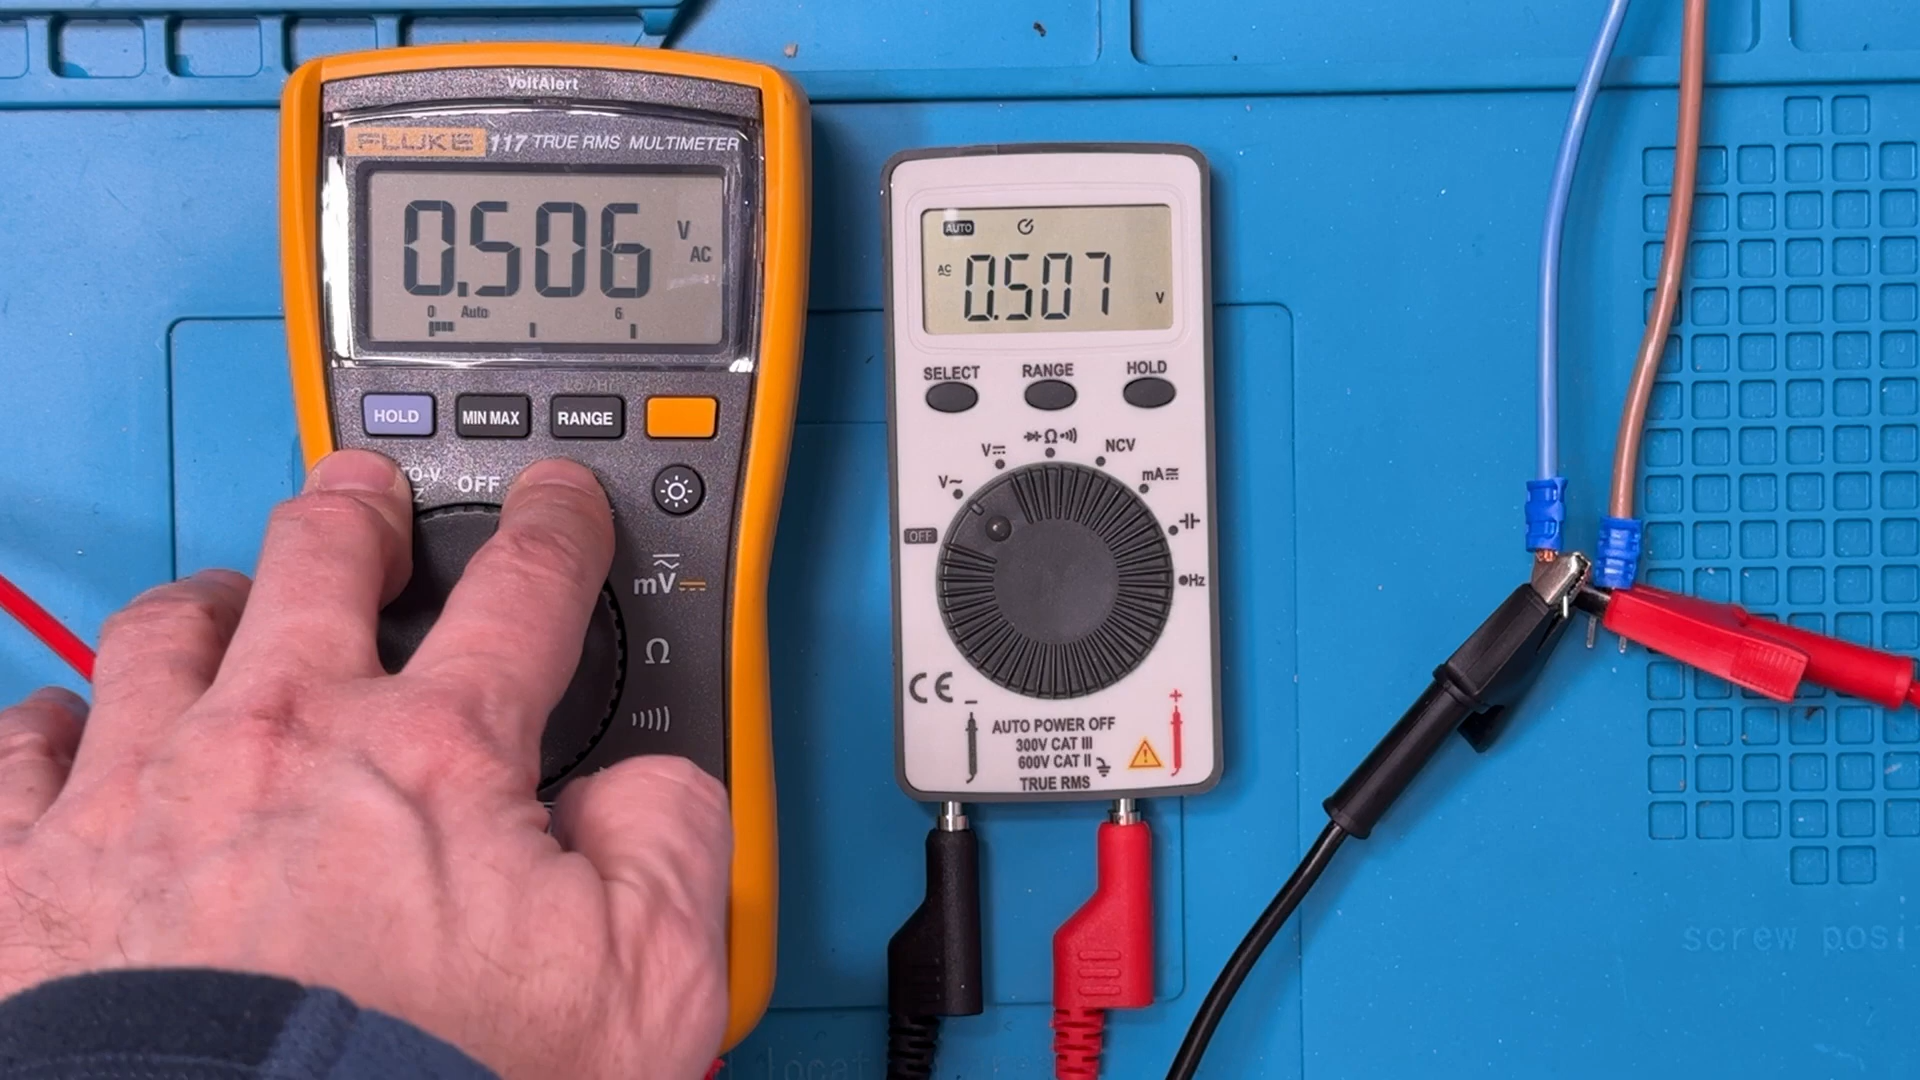 VoltAlert
FLUKE 117 TRUE RMS MULTIMETER
0.506 V AC
0 Auto 6
HOLD MIN MAX RANGE
OFF
mV
Ω
AUTO
AC 0.507 V
SELECT RANGE HOLD
V⎓ Ω NCV
V~ mA
OFF
Hz
CE
- +
AUTO POWER OFF
300V CAT III
600V CAT II
TRUE RMS
screw posi